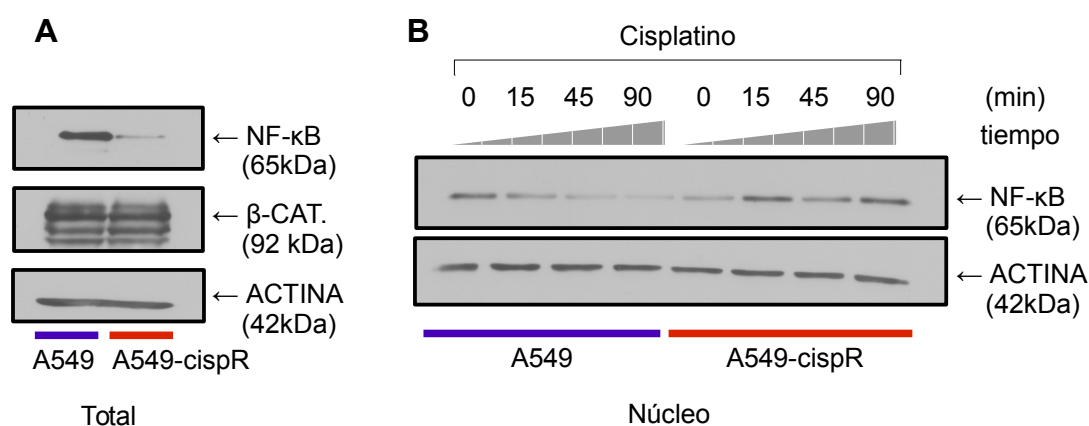 A
← NF-κB
(65kDa)
← β-CAT.
(92 kDa)
← ACTINA
(42kDa)
A549 A549-cispR
Total
B
Cisplatino
0 15 45 90 0 15 45 90 (min)
tiempo
← NF-κB
(65kDa)
← ACTINA
(42kDa)
A549 A549-cispR
Núcleo